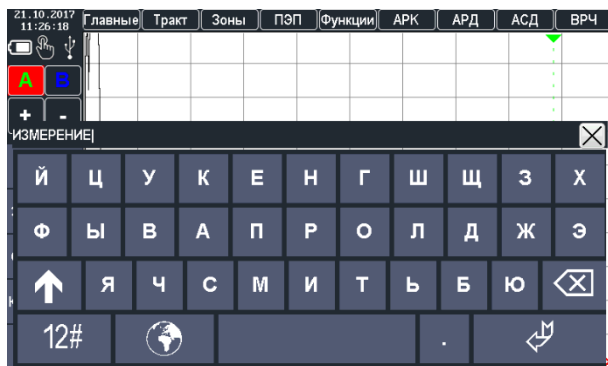 21.10.2017
11:26:18
Главные Тракт Зоны ПЭП Функции АРК АРД АСД ВРЧ
A B
+ -
ИЗМЕРЕНИЕ
Й Ц У К Е Н Г Ш Щ З Х
Ф Ы В А П Р О Л Д Ж Э
Я Ч С М И Т Ь Б Ю
12# .